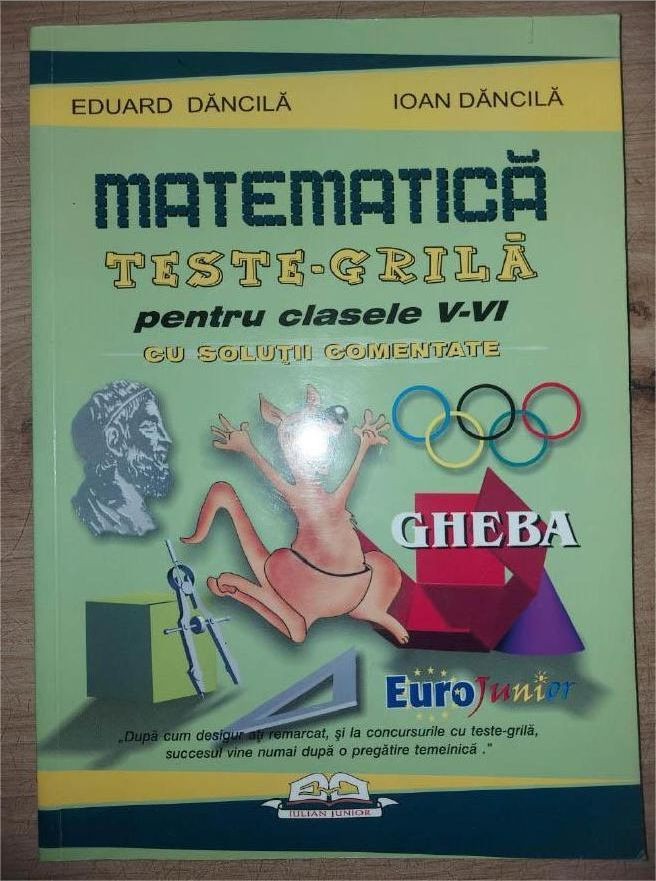 EDUARD DĂNCILĂ
IOAN DĂNCILĂ
MATEMATICĂ
TESTE-GRILĂ
pentru clasele V-VI
CU SOLUȚII COMENTATE
GHEBA
EuroJunior
„După cum desigur ați remarcat, și la concursurile cu teste-grilă,
succesul vine numai după o pregătire temeinică .”
IULIAN JUNIOR